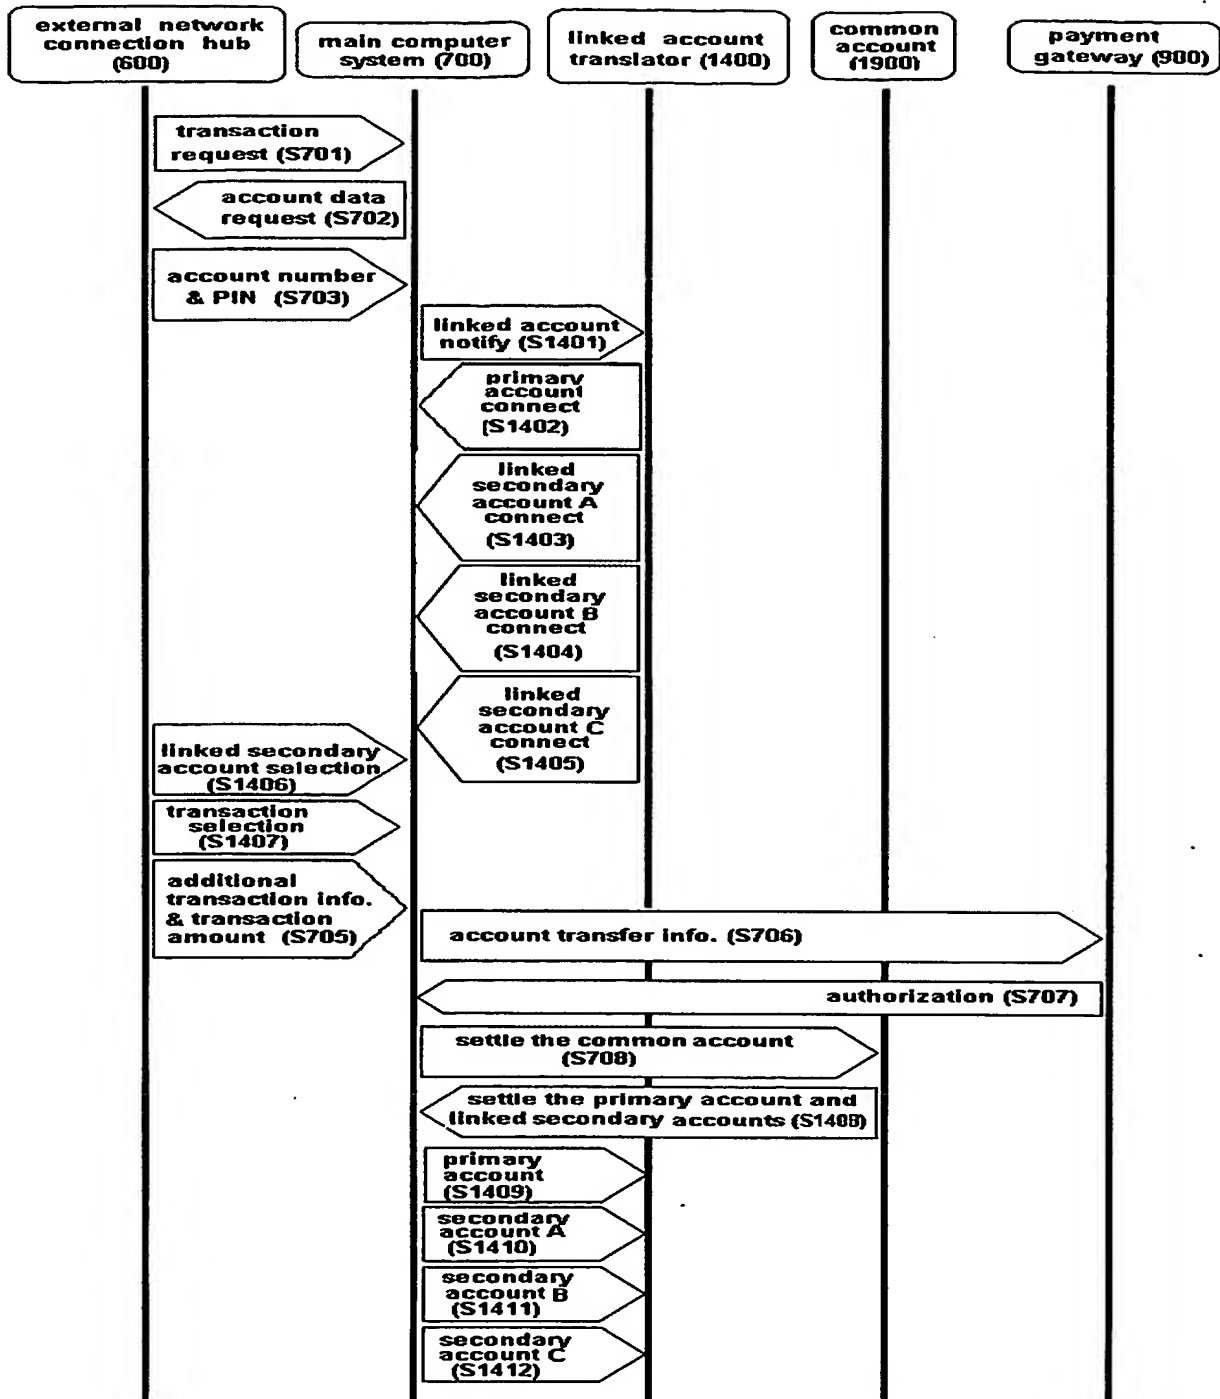 external network
connection hub
(600)
main computer
system (700)
linked account
translator (1400)
common
account
(1900)
payment
gateway (900)
transaction
request (S701)
account data
request (S702)
account number
& PIN (S703)
linked account
notify (S1401)
primary
account
connect
(S1402)
linked
secondary
account A
connect
(S1403)
linked
secondary
account B
connect
(S1404)
linked
secondary
account C
connect
(S1405)
linked secondary
account selection
(S1406)
transaction
selection
(S1407)
additional
transaction info.
& transaction
amount (S705)
account transfer info. (S706)
authorization (S707)
settle the common account
(S708)
settle the primary account and
linked secondary accounts (S1408)
primary
account
(S1409)
secondary
account A
(S1410)
secondary
account B
(S1411)
secondary
account C
(S1412)